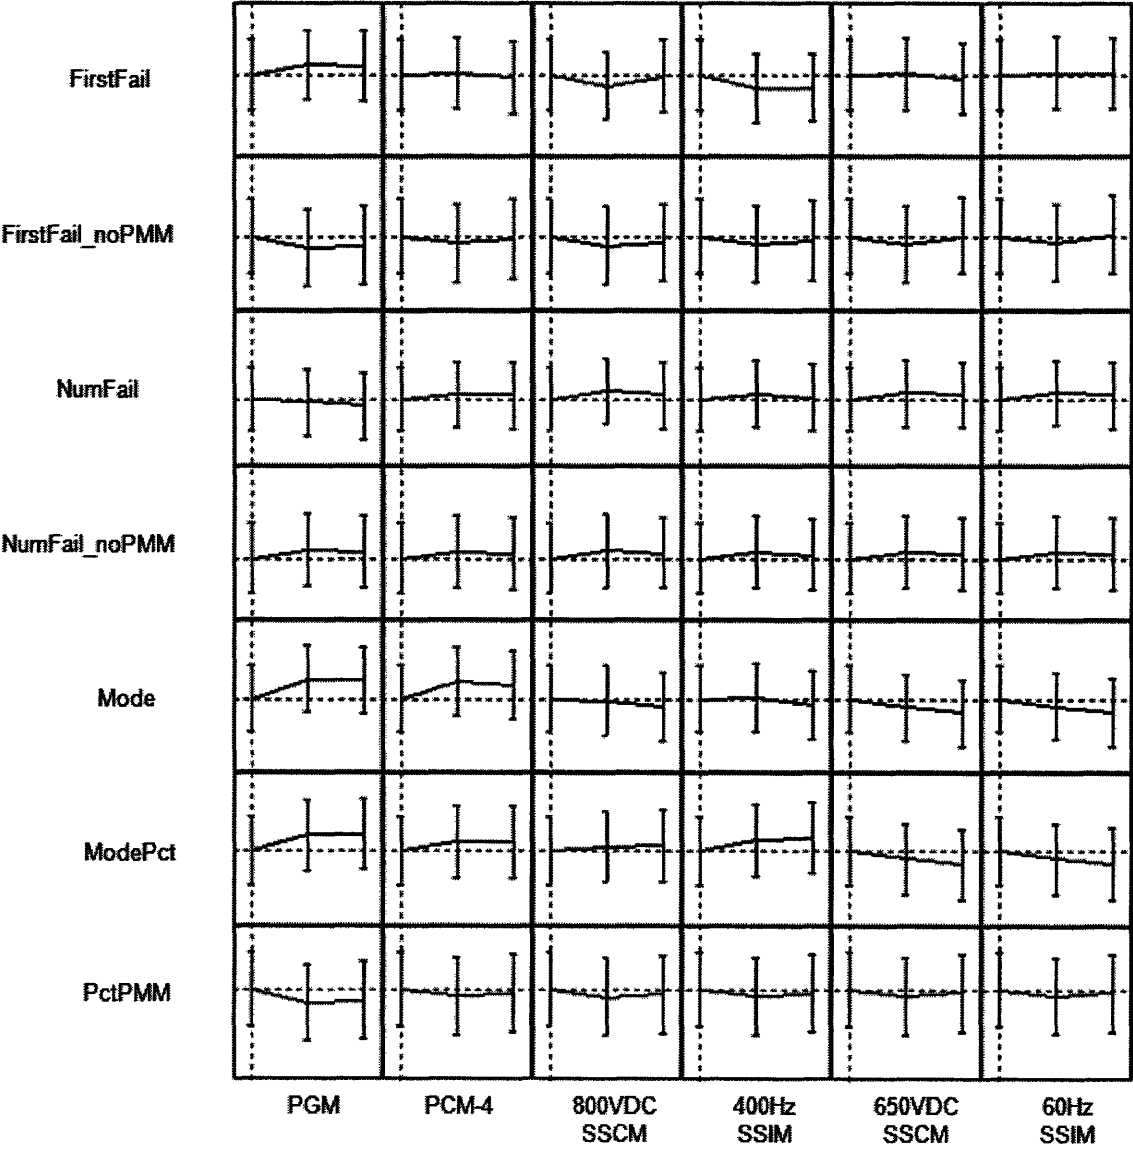 FirstFail
FirstFail_noPMM
NumFail
NumFail_noPMM
Mode
ModePct
PctPMM
PGM
PCM-4
800VDC
SSCM
400Hz
SSIM
650VDC
SSCM
60Hz
SSIM